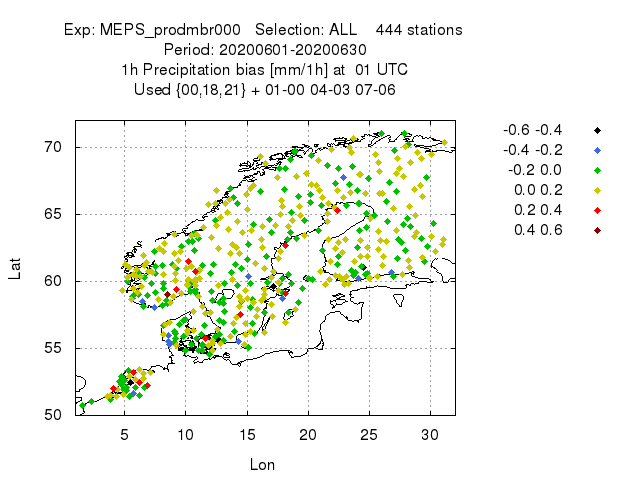 Exp: MEPS_prodmbr000 Selection: ALL 444 stations
Period: 20200601-20200630
1h Precipitation bias [mm/1h] at 01 UTC
Used {00,18,21} + 01-00 04-03 07-06
-0.6 -0.4
-0.4 -0.2
-0.2 0.0
0.0 0.2
0.2 0.4
0.4 0.6
70
65
60
55
50
Lat
5 10 15 20 25 30
Lon